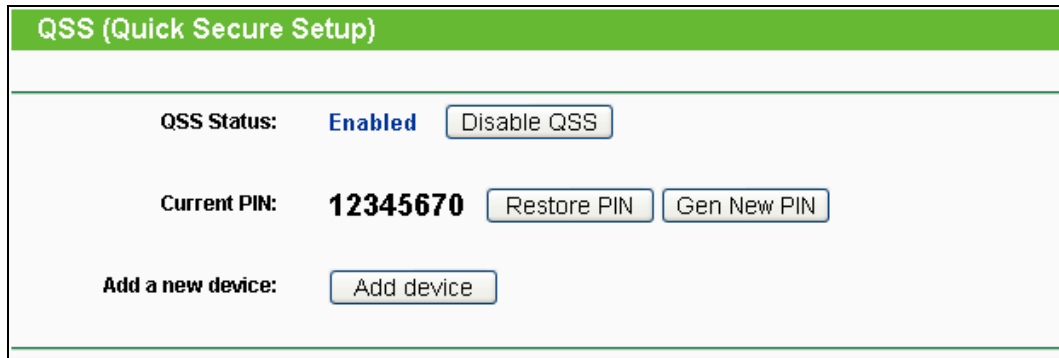 QSS (Quick Secure Setup)
QSS Status: Enabled Disable QSS
Current PIN: 12345670 Restore PIN Gen New PIN
Add a new device: Add device